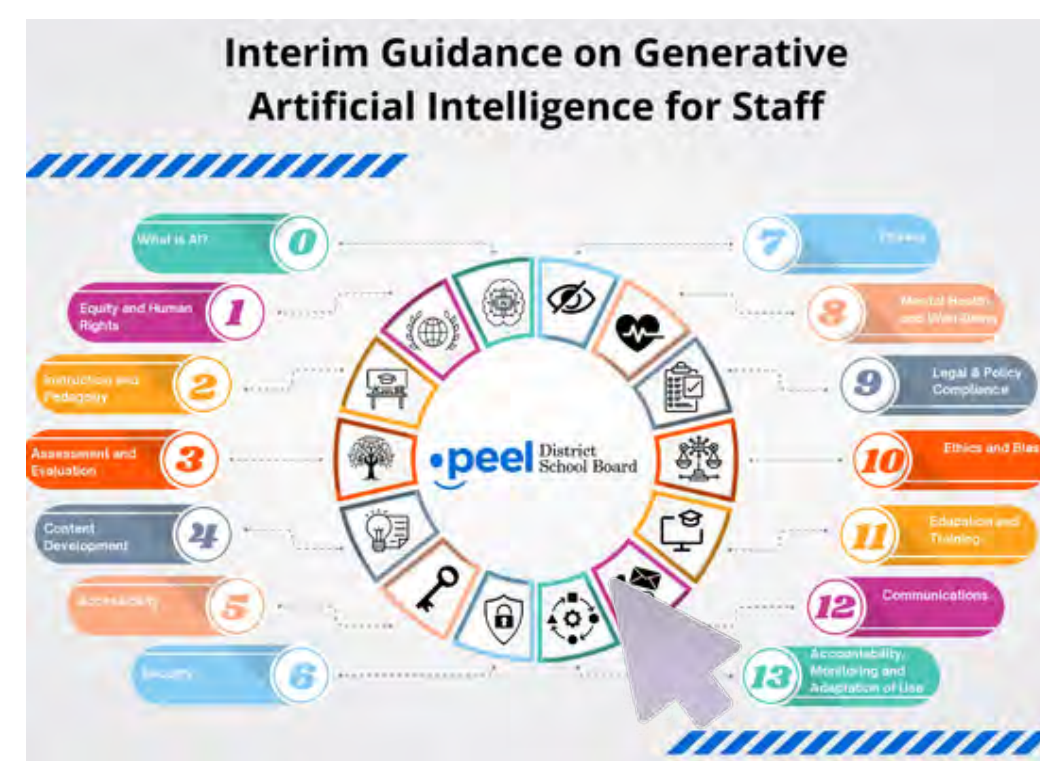 Interim Guidance on Generative
Artificial Intelligence for Staff
What is AI?
0
Equity and Human
Rights
1
Instruction and
Pedagogy
2
Assessment and
Evaluation
3
Content
Development
4
Accessibility
5
Security
6
peel District
School Board
7
Privacy
8
Mental Health
and Well-Being
9
Legal & Policy
Compliance
10
Ethics and Bias
11
Education and
Training
12
Communications
13
Accountability,
Monitoring and
Adaptation of Use